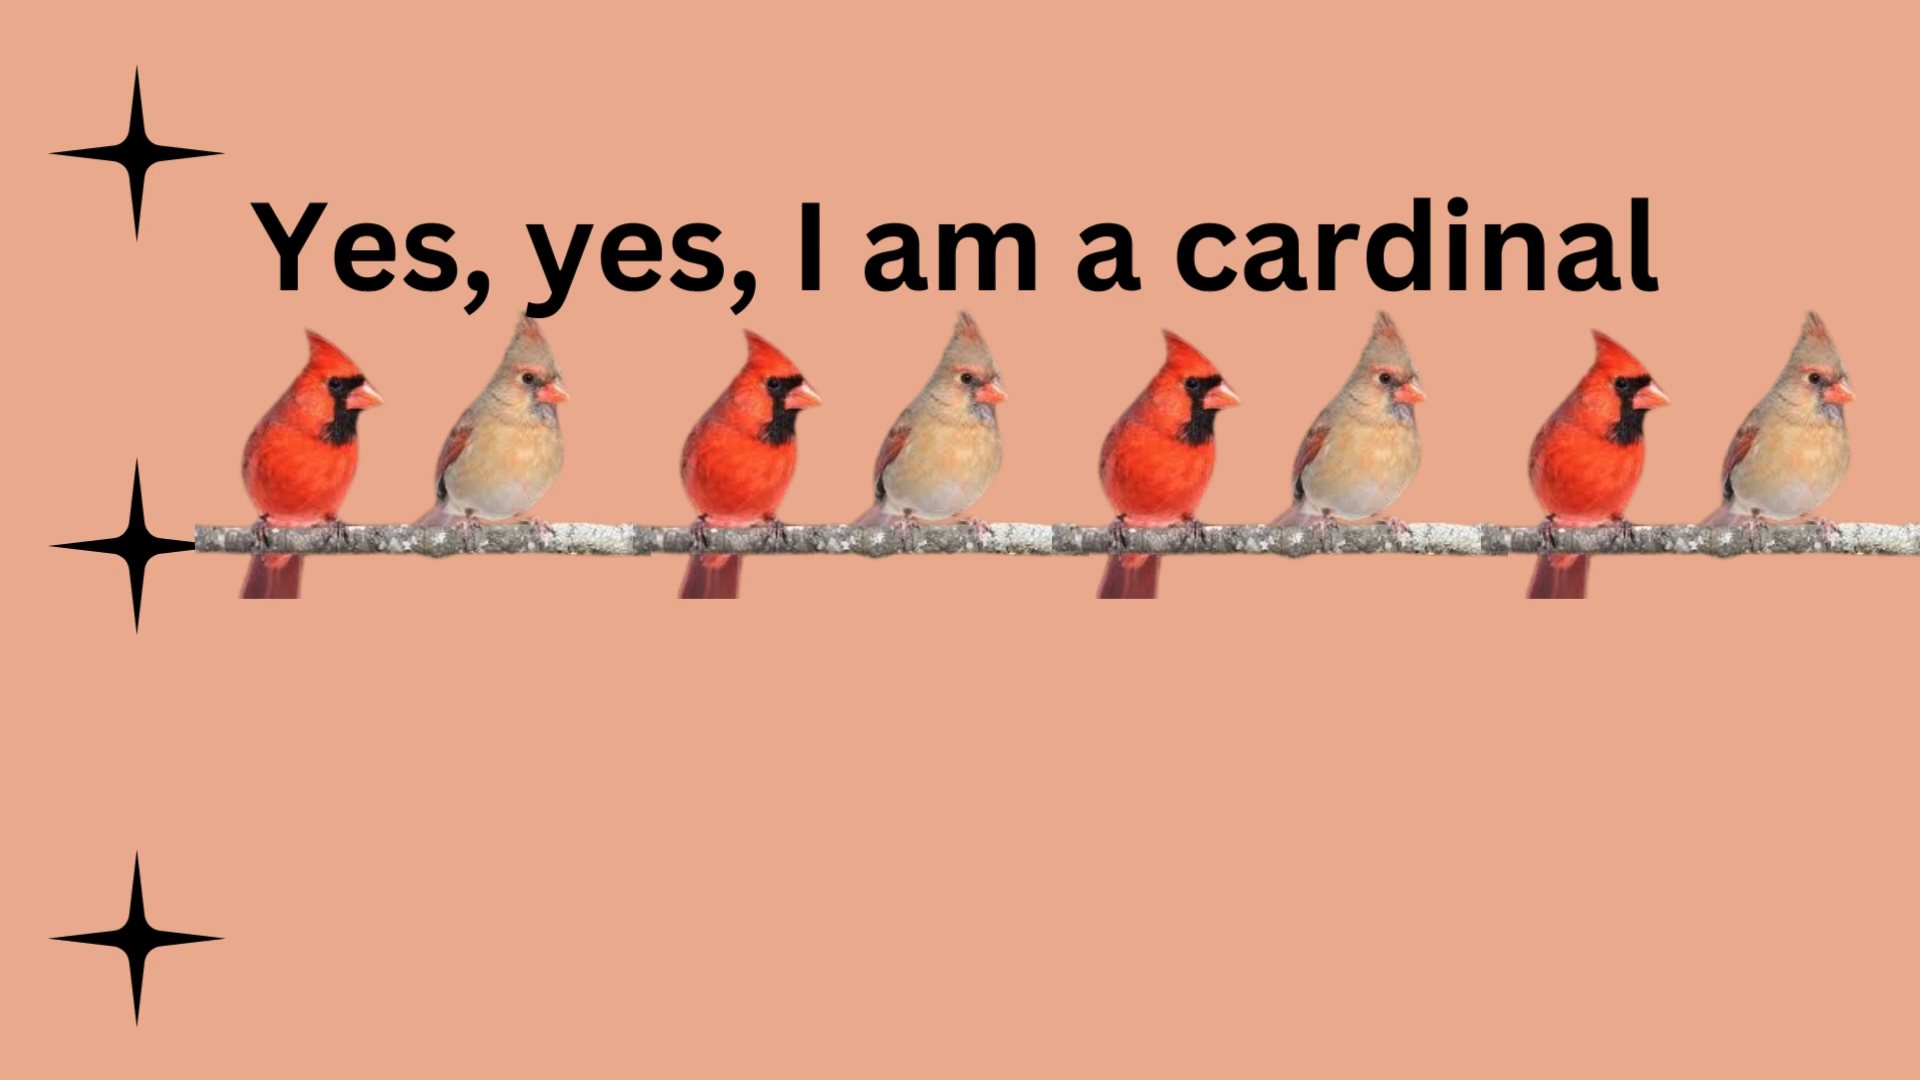 Yes, yes, I am a cardinal